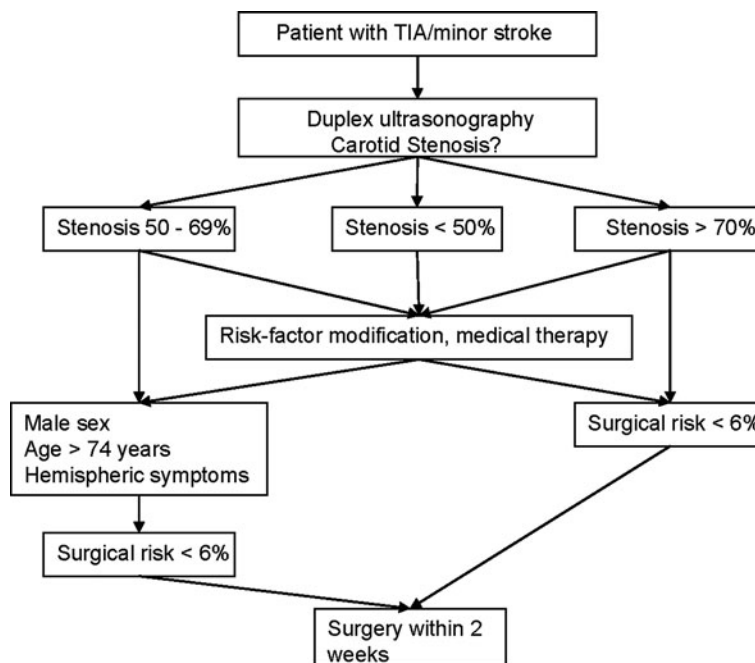 Patient with TIA/minor stroke
Duplex ultrasonography
Carotid Stenosis?
Stenosis 50 - 69%
Stenosis < 50%
Stenosis > 70%
Risk-factor modification, medical therapy
Male sex
Age > 74 years
Hemispheric symptoms
Surgical risk < 6%
Surgical risk < 6%
Surgery within 2
weeks